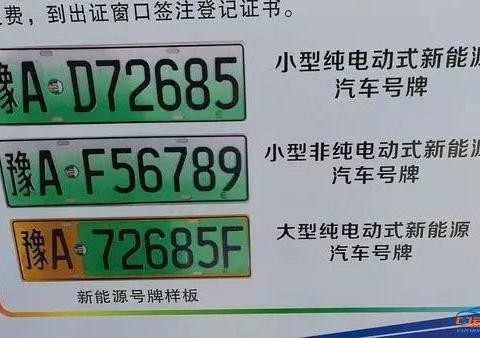 费，到出证窗口签注登记证书。
豫A·D72685
小型纯电动式新能源
汽车号牌
豫A·F56789
小型非纯电动式新能源
汽车号牌
豫A·72685F
大型纯电动式新能源
汽车号牌
新能源号牌样板